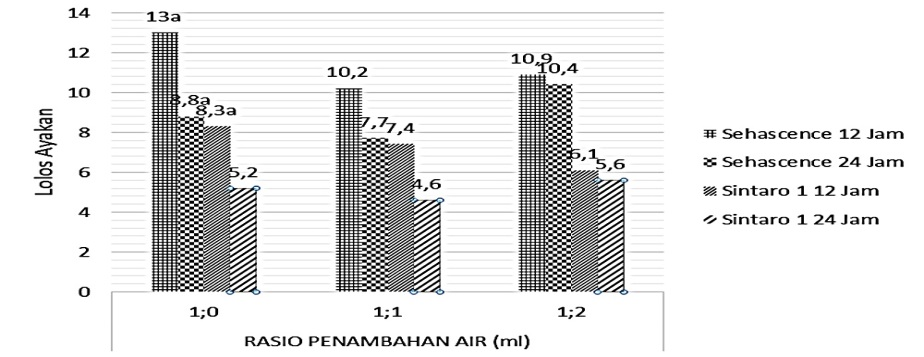 14
12
10
8
6
4
2
0
Lolos Ayakan
13a
8,8a
8,3a
5,2
10,2
7,7
7,4
4,6
10,9
10,4
6,1
5,6
1;0
1;1
1;2
RASIO PENAMBAHAN AIR (ml)
Sehascence 12 Jam
Sehascence 24 Jam
Sintaro 1 12 Jam
Sintaro 1 24 Jam